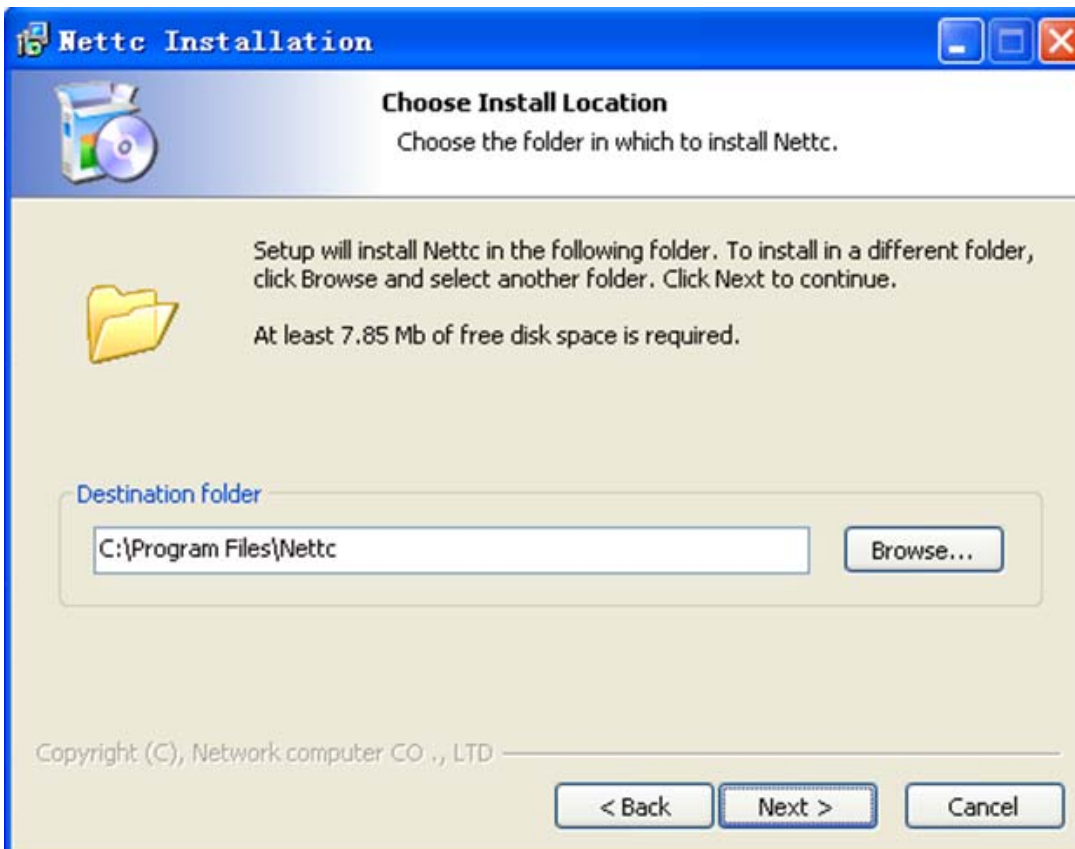 Nettc Installation
Choose Install Location
Choose the folder in which to install Nettc.
Setup will install Nettc in the following folder. To install in a different folder,
click Browse and select another folder. Click Next to continue.
At least 7.85 Mb of free disk space is required.
Destination folder
C:\Program Files\Nettc
Browse...
Copyright (C), Network computer CO ., LTD
< Back
Next >
Cancel